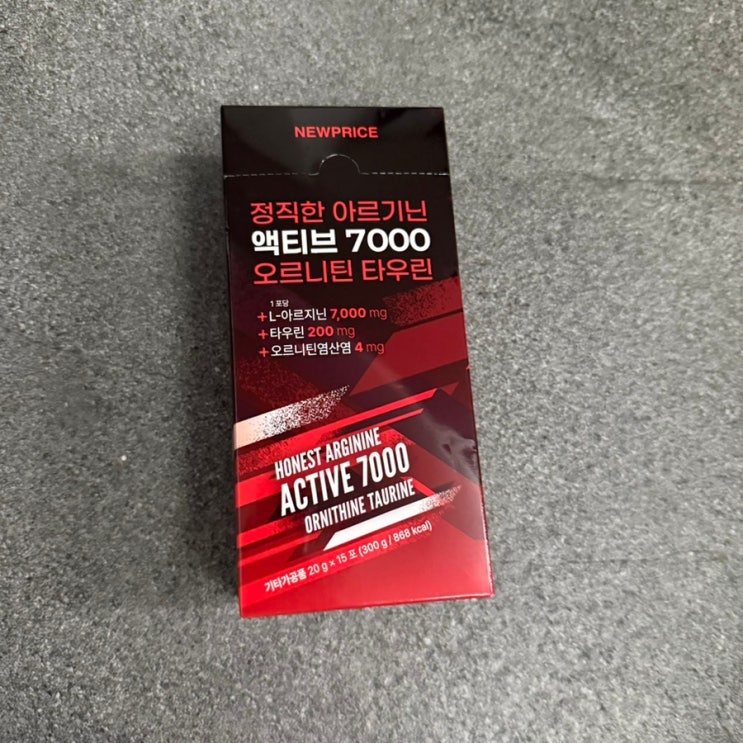 NEWPRICE
정직한 아르기닌
액티브 7000
오르니틴 타우린
1 포당
+L-아르지닌 7,000 mg
+타우린 200 mg
+오르니틴염산염 4 mg
HONEST ARGININE
ACTIVE 7000
ORNITHINE TAURINE
기타가공품 20 g x 15 포 (300 g / 868 kcal)